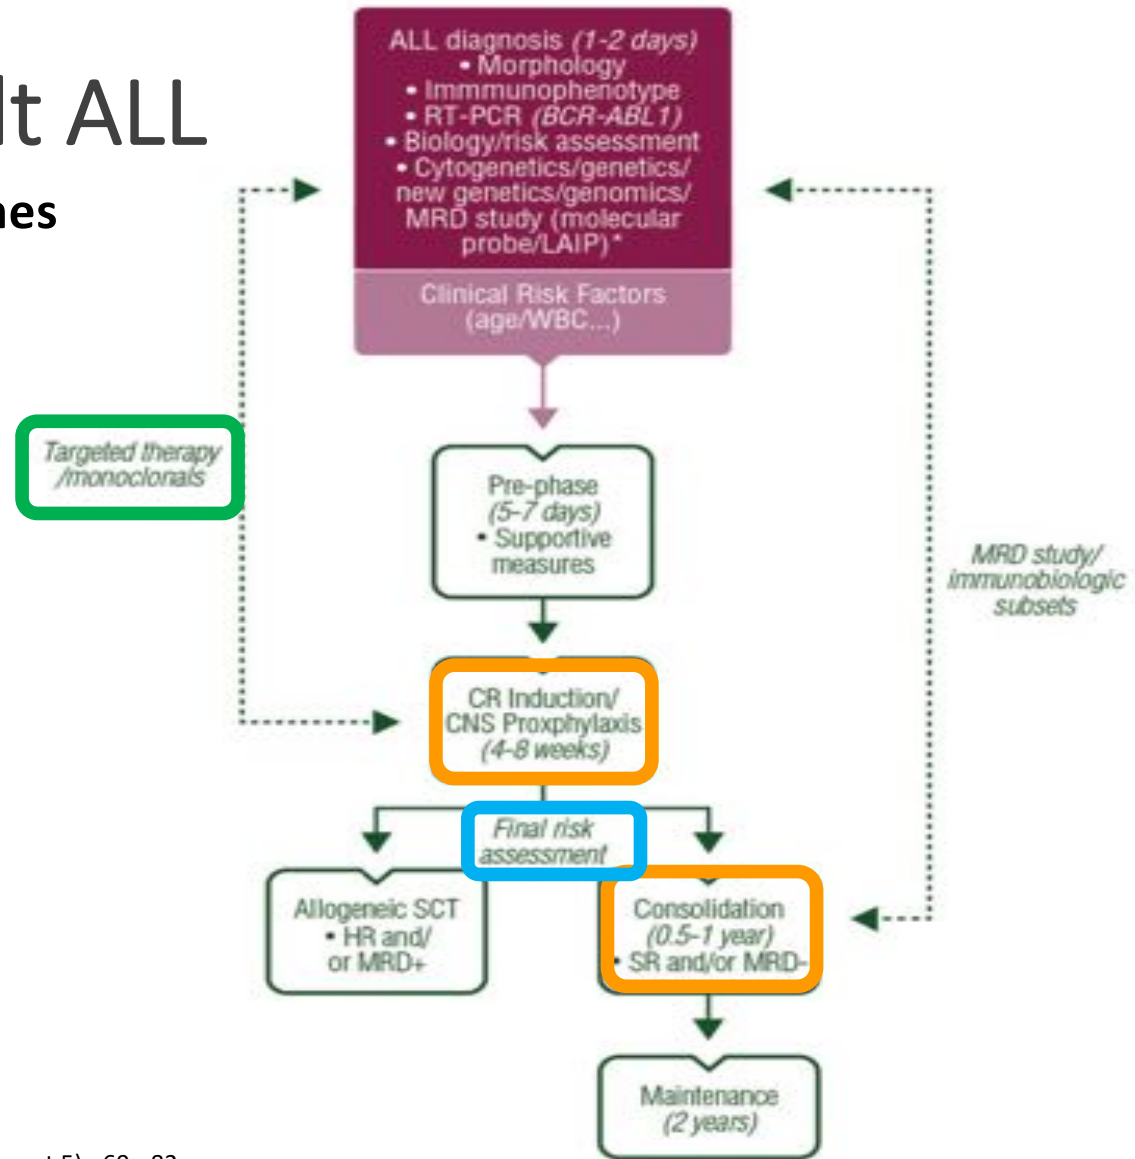 lt ALL
nes
ALL diagnosis (1-2 days)
• Morphology
• Immmunophenotype
• RT-PCR (BCR-ABL1)
• Biology/risk assessment
• Cytogenetics/genetics/
new genetics/genomics/
MRD study (molecular
probe/LAIP)*
Clinical Risk Factors
(age/WBC...)
Targeted therapy
/monoclonals
Pre-phase
(5-7 days)
• Supportive
measures
MRD study/
immunobiologic
subsets
CR Induction/
CNS Proxphylaxis
(4-8 weeks)
Final risk
assessment
Allogeneic SCT
• HR and/
or MRD+
Consolidation
(0.5-1 year)
• SR and/or MRD-
Maintenance
(2 years)